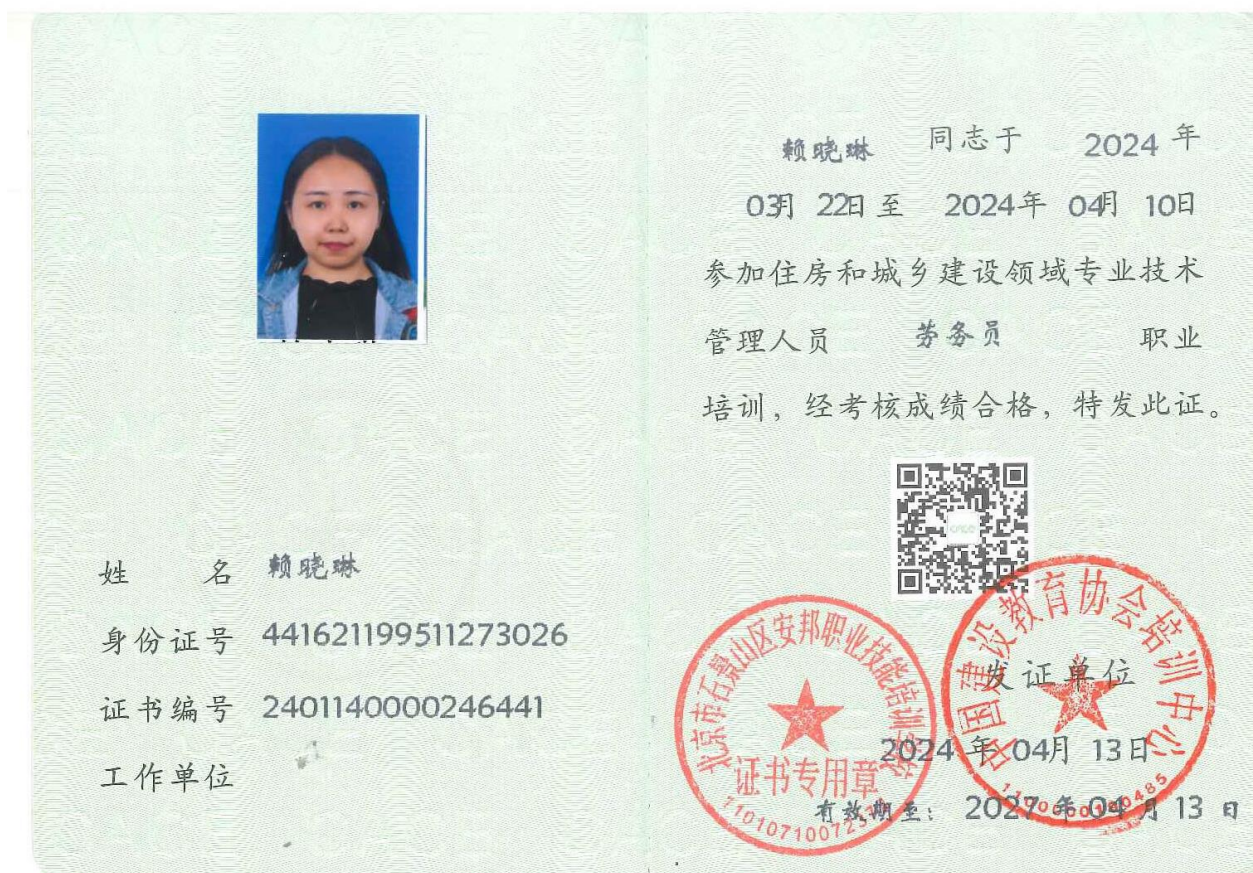 姓 名 赖晓琳
身份证号 441621199511273026
证书编号 2401140000246441
工作单位
赖晓琳 同志于 2024 年
03月 22日 至 2024年 04月 10日
参加住房和城乡建设领域专业技术
管理人员 劳务员 职业
培训，经考核成绩合格，特发此证。
中国建设教育协会培训中心
发证单位
北京市石景山区安邦职业技能培训学校
2024 年 04月 13日
证书专用章
有效期至： 2027 年 04 月 13 日